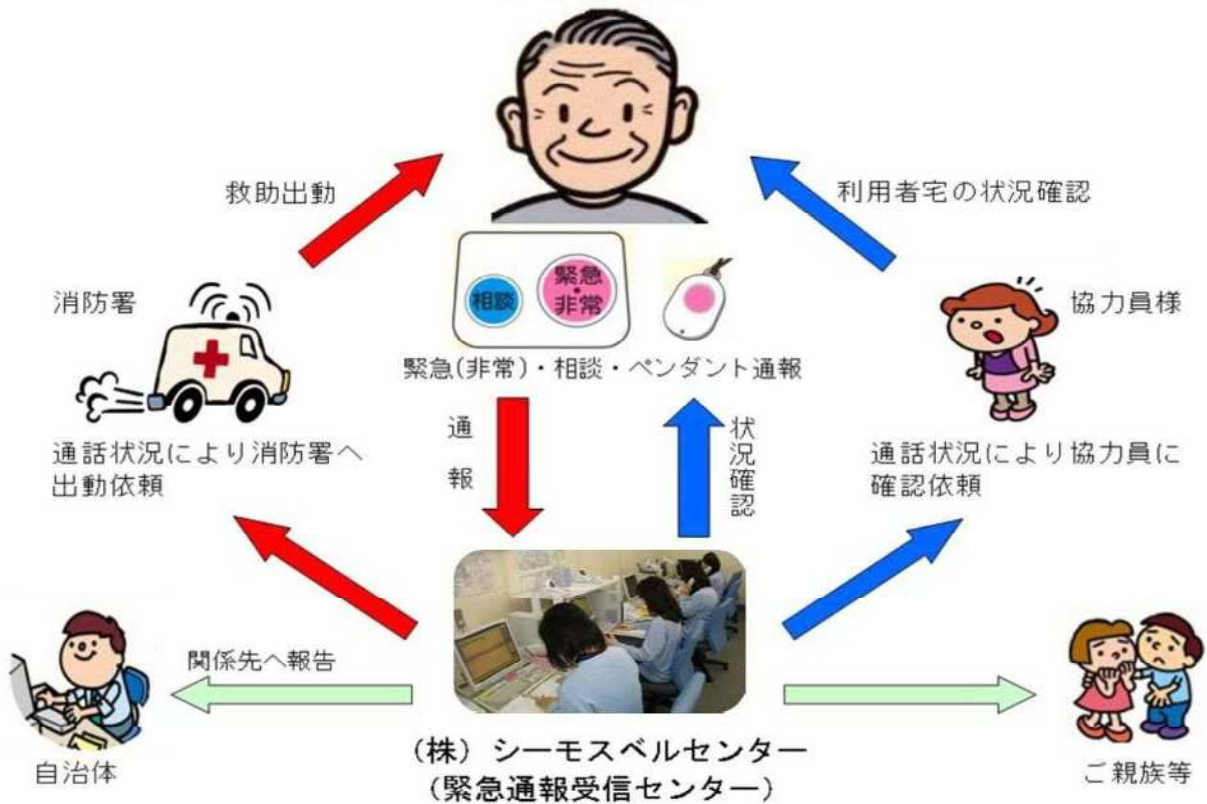 救助出動
利用者宅の状況確認
相談
緊急
・
非常
消防署
協力員様
緊急(非常)・相談・ペンダント通報
通報
状況確認
通話状況により消防署へ
出動依頼
通話状況により協力員に
確認依頼
関係先へ報告
自治体
(株) シーモスベルセンター
(緊急通報受信センター)
ご親族等